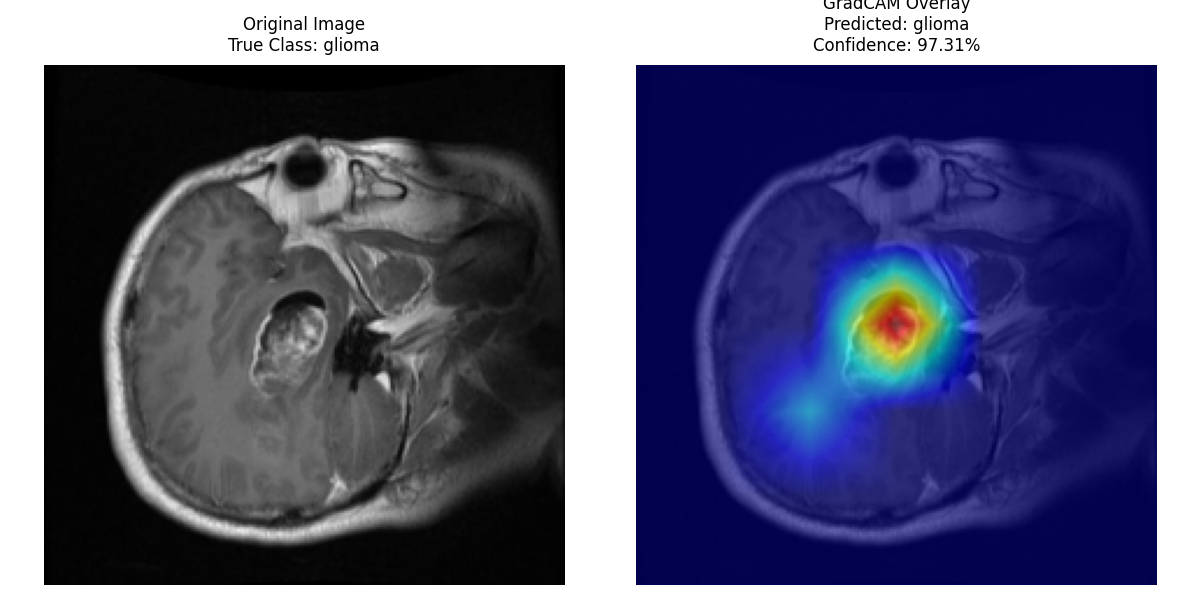 Original Image
True Class: glioma
GradCAM Overlay
Predicted: glioma
Confidence: 97.31%